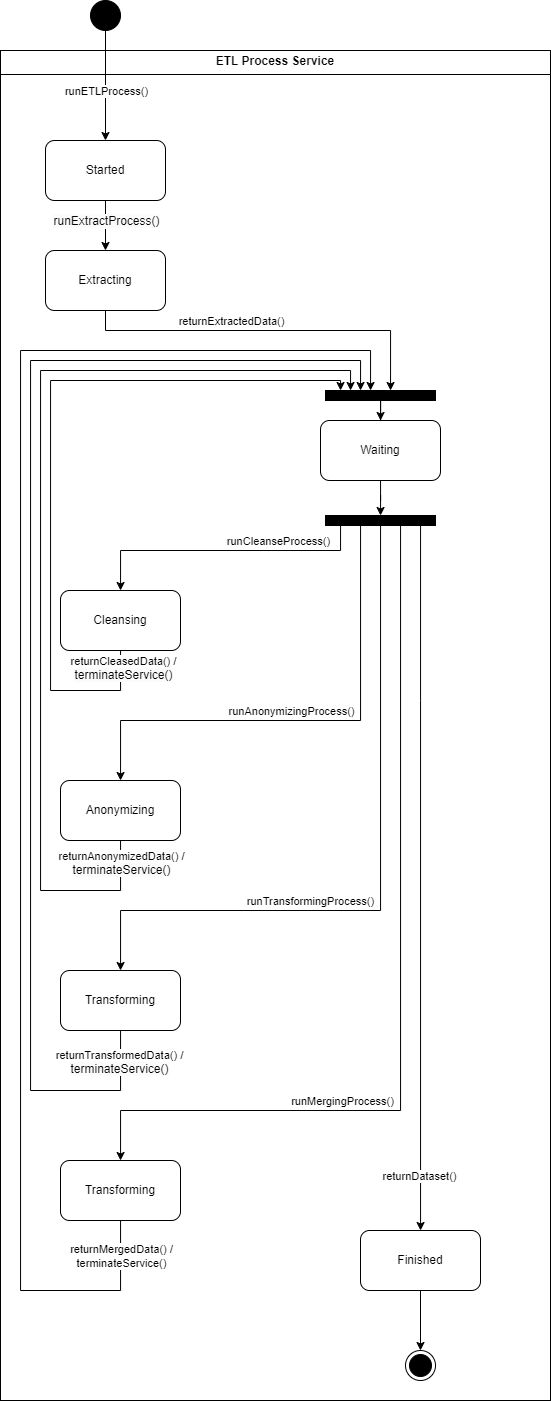 ETL Process Service
runETLProcess()
Started
runExtractProcess()
Extracting
returnExtractedData()
Waiting
runCleanseProcess()
Cleansing
returnCleasedData() /
terminateService()
runAnonymizingProcess()
Anonymizing
returnAnonymizedData() /
terminateService()
runTransformingProcess()
Transforming
returnTransformedData() /
terminateService()
runMergingProcess()
returnDataset()
Transforming
returnMergedData() /
terminateService()
Finished